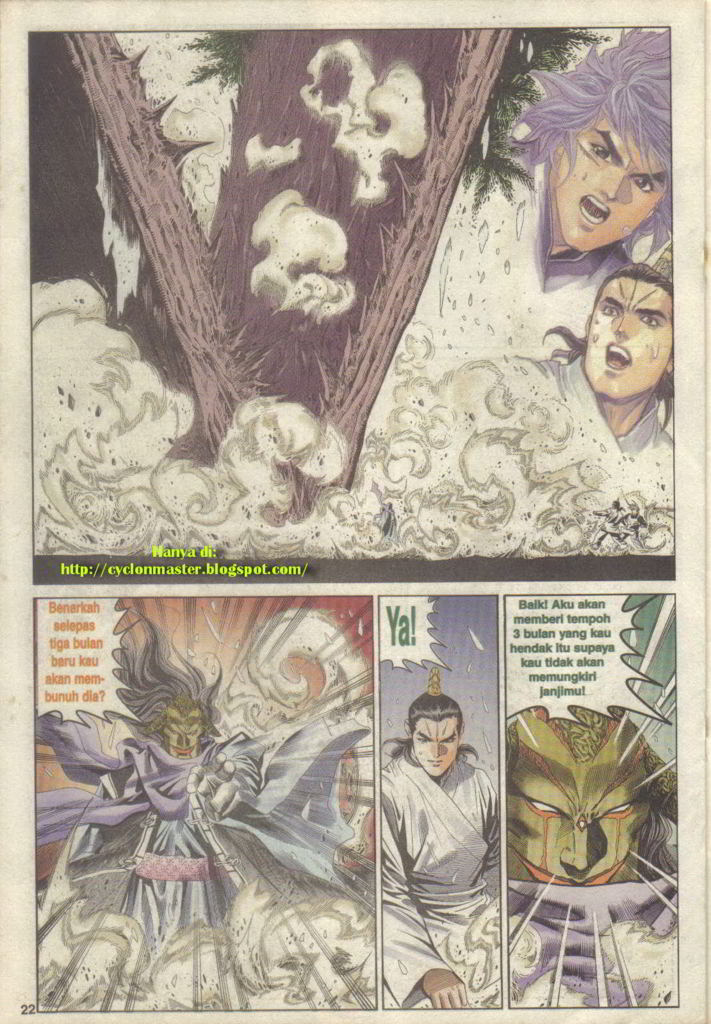 Hanya di:
http://cyclonmaster.blogspot.com/
Benarkah
selepas
tiga bulan
baru kau
akan mem-
bunuh dia?
Ya!
Baik! Aku akan
memberi tempoh
3 bulan yang kau
hendak itu supaya
kau tidak akan
memungkiri
janjimu!
22